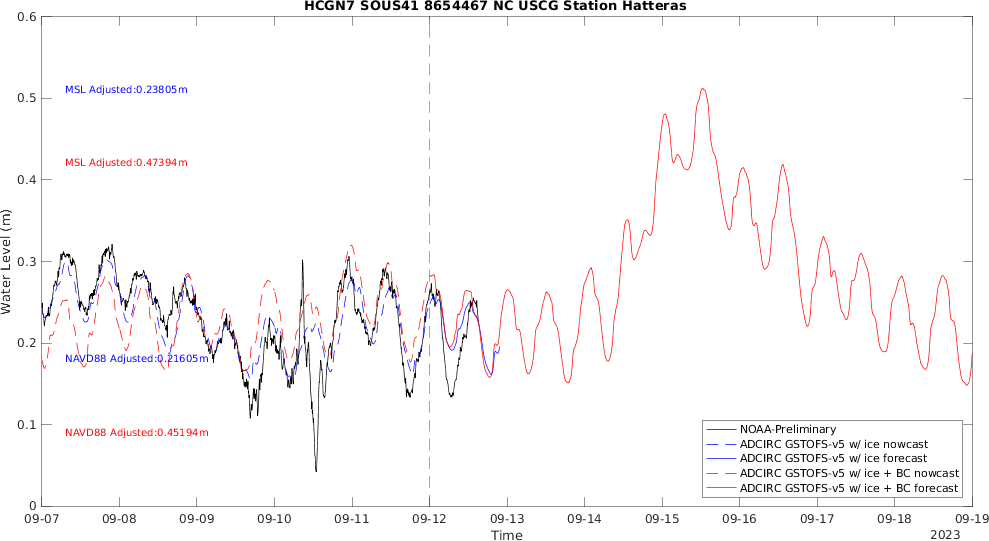 HCGN7 SOUS41 8654467 NC USCG Station Hatteras
0.6
0.5
0.4
0.3
0.2
0.1
0
Water Level (m)
MSL Adjusted:0.23805m
MSL Adjusted:0.47394m
NAVD88 Adjusted:0.21605m
NAVD88 Adjusted:0.45194m
NOAA-Preliminary
ADCIRC GSTOFS-v5 w/ ice nowcast
ADCIRC GSTOFS-v5 w/ ice forecast
ADCIRC GSTOFS-v5 w/ ice + BC nowcast
ADCIRC GSTOFS-v5 w/ ice + BC forecast
09-07 09-08 09-09 09-10 09-11 09-12 09-13 09-14 09-15 09-16 09-17 09-18 09-19
Time
2023